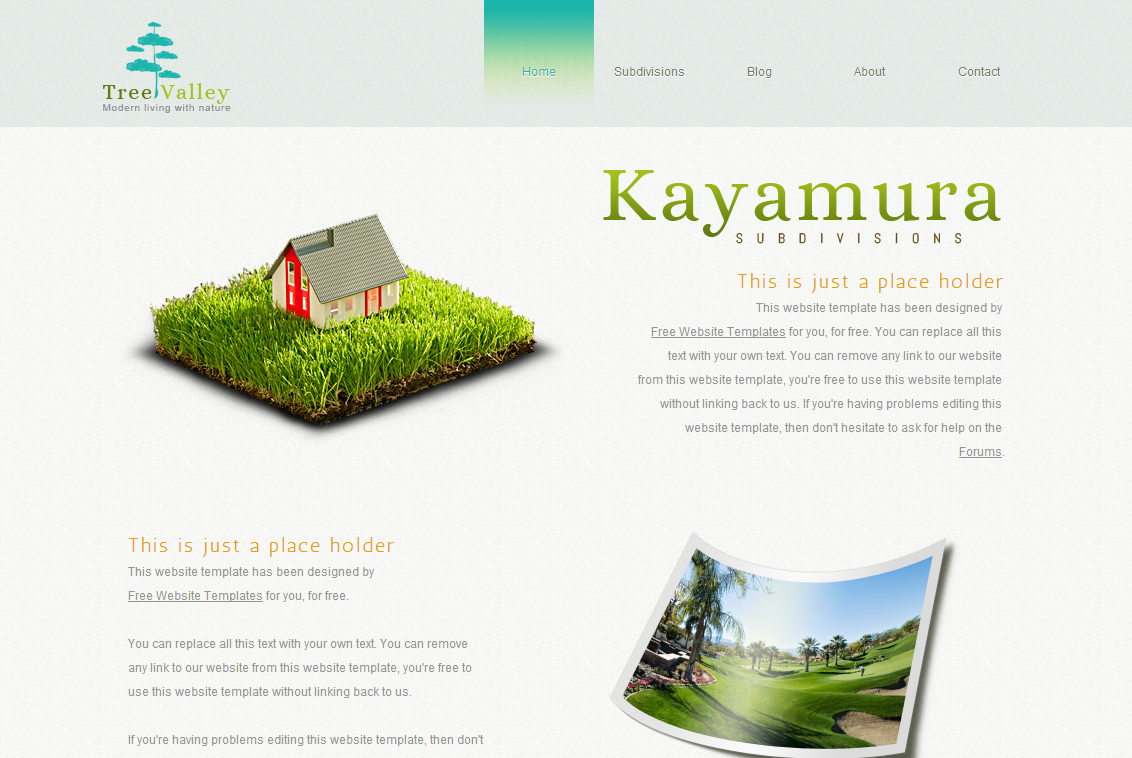 Tree Valley
Modern living with nature
Home Subdivisions Blog About Contact
Kayamura
SUBDIVISIONS
This is just a place holder
This website template has been designed by
Free Website Templates for you, for free. You can replace all this
text with your own text. You can remove any link to our website
from this website template, you're free to use this website template
without linking back to us. If you're having problems editing this
website template, then don't hesitate to ask for help on the
Forums.
This is just a place holder
This website template has been designed by
Free Website Templates for you, for free.
You can replace all this text with your own text. You can remove
any link to our website from this website template, you're free to
use this website template without linking back to us.
If you're having problems editing this website template, then don't